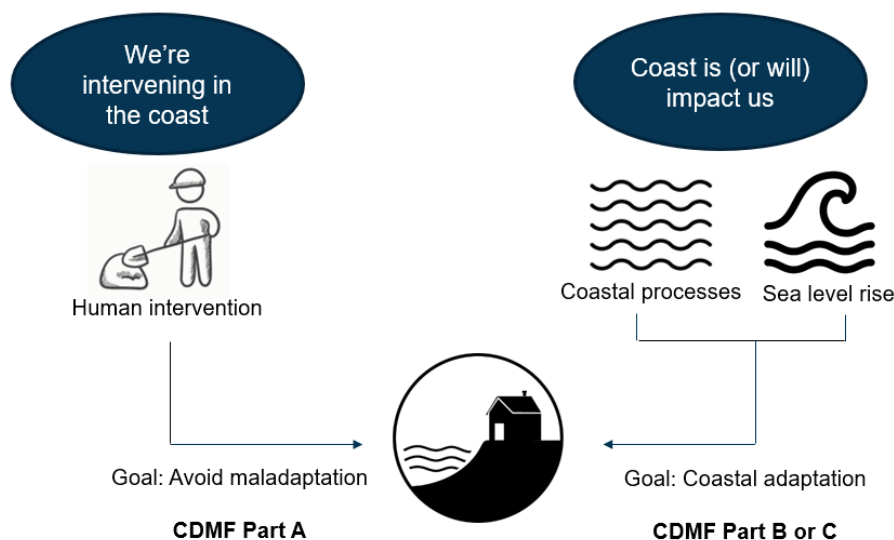 We're
intervening in
the coast
Coast is (or will)
impact us
Human intervention
Coastal processes
Sea level rise
Goal: Avoid maladaptation
Goal: Coastal adaptation
CDMF Part A
CDMF Part B or C